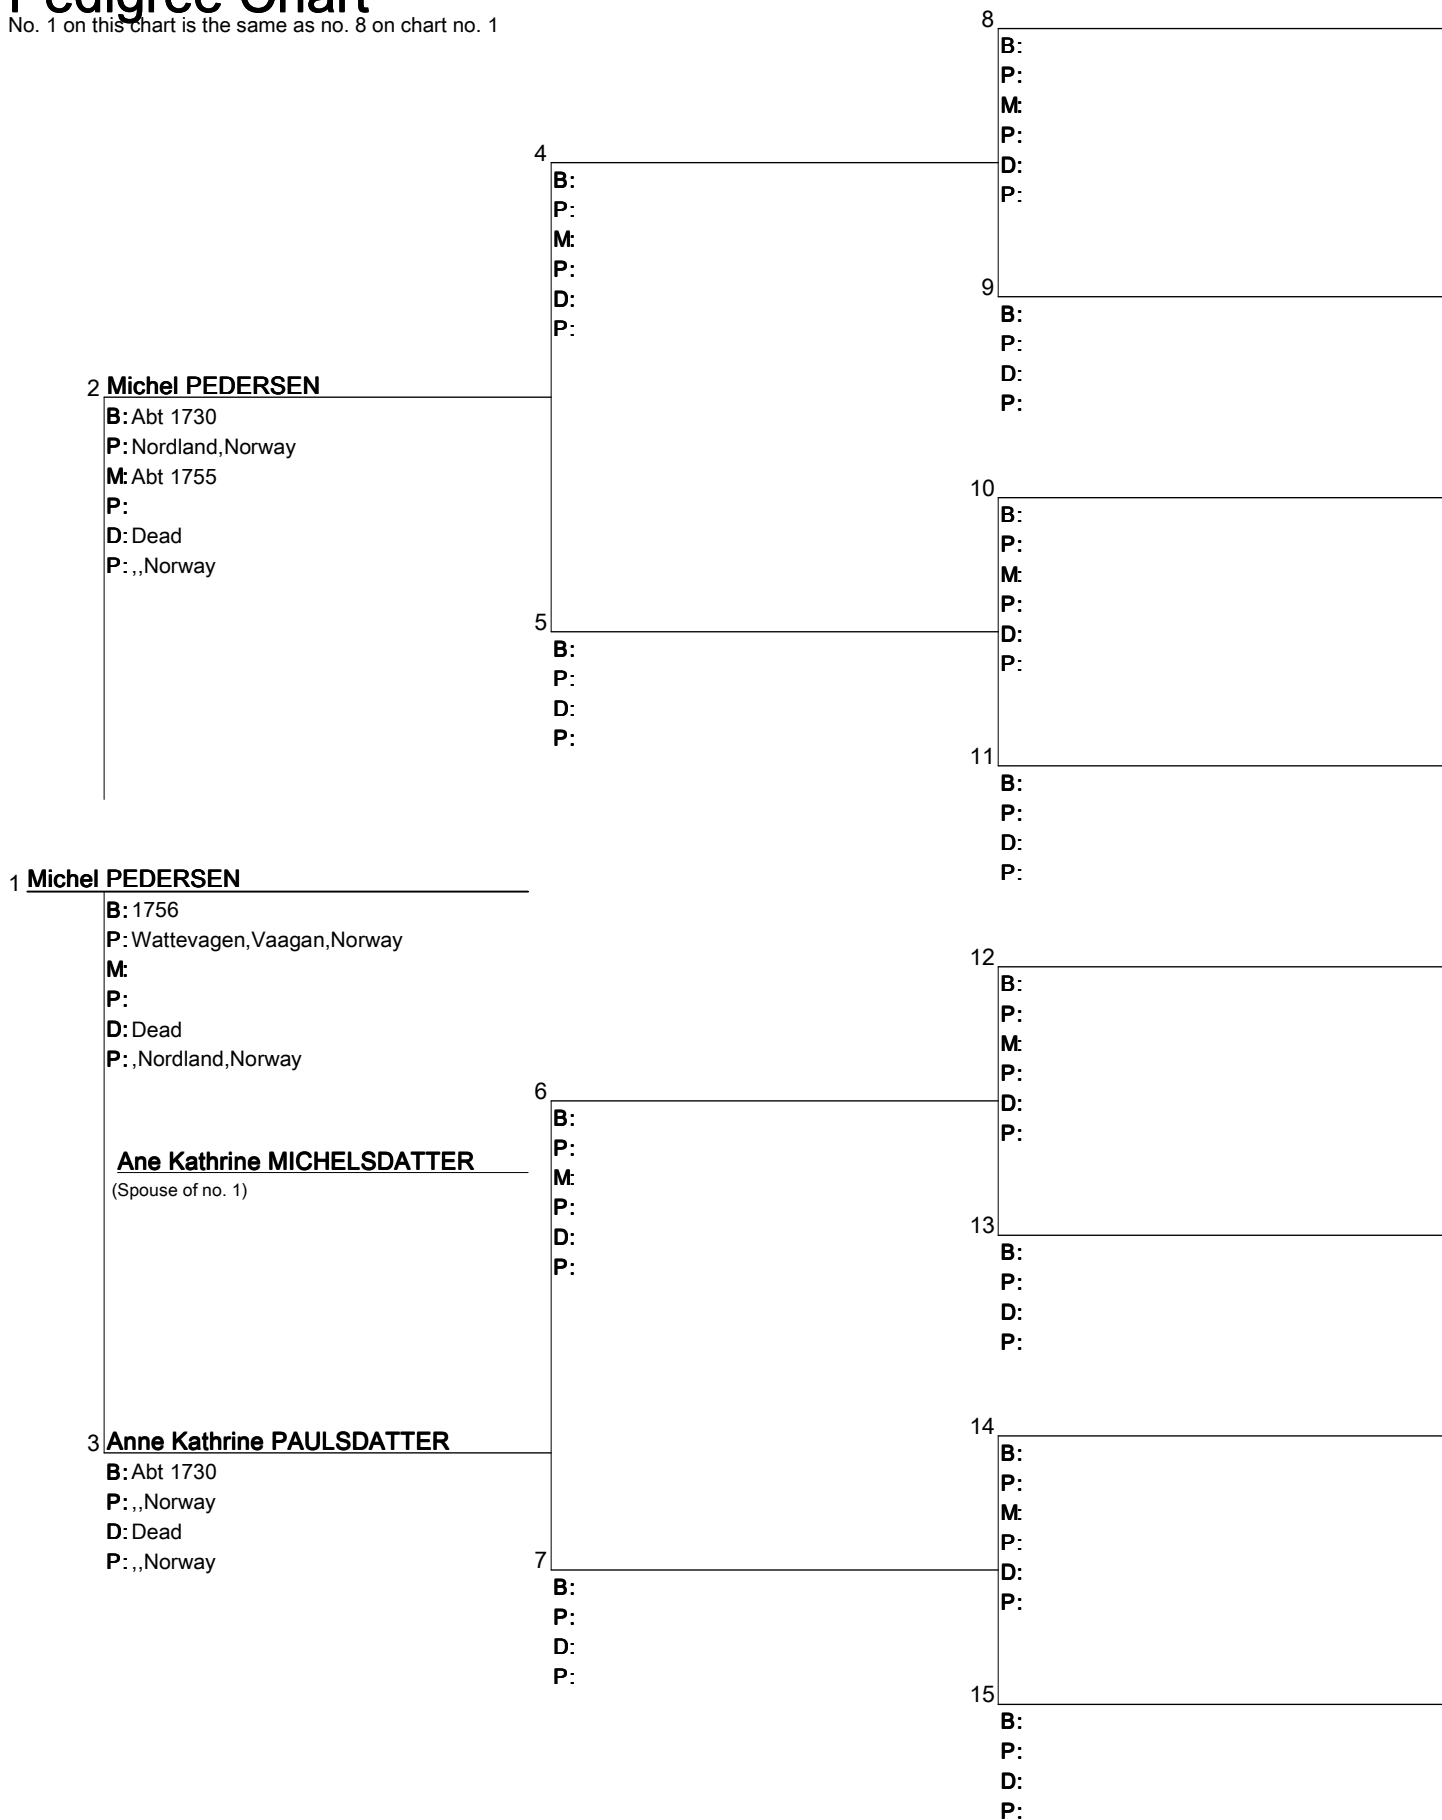 Pedigree Chart
No. 1 on this chart is the same as no. 8 on chart no. 1
8
B:
P:
M:
P:
D:
P:
4
B:
P:
M:
P:
D:
P:
9
B:
P:
D:
P:
2 Michel PEDERSEN
B: Abt 1730
P: Nordland,Norway
M: Abt 1755
P:
D: Dead
P: ,,Norway
10
B:
P:
M:
P:
D:
P:
5
B:
P:
D:
P:
11
B:
P:
D:
P:
1 Michel PEDERSEN
B: 1756
P: Wattevagen,Vaagan,Norway
M:
P:
D: Dead
P: ,Nordland,Norway
12
B:
P:
M:
P:
D:
P:
6
B:
P:
M:
P:
D:
P:
Ane Kathrine MICHELSDATTER
(Spouse of no. 1)
13
B:
P:
D:
P:
3 Anne Kathrine PAULSDATTER
B: Abt 1730
P: ,,Norway
D: Dead
P: ,,Norway
14
B:
P:
M:
P:
D:
P:
7
B:
P:
D:
P:
15
B:
P:
D:
P: